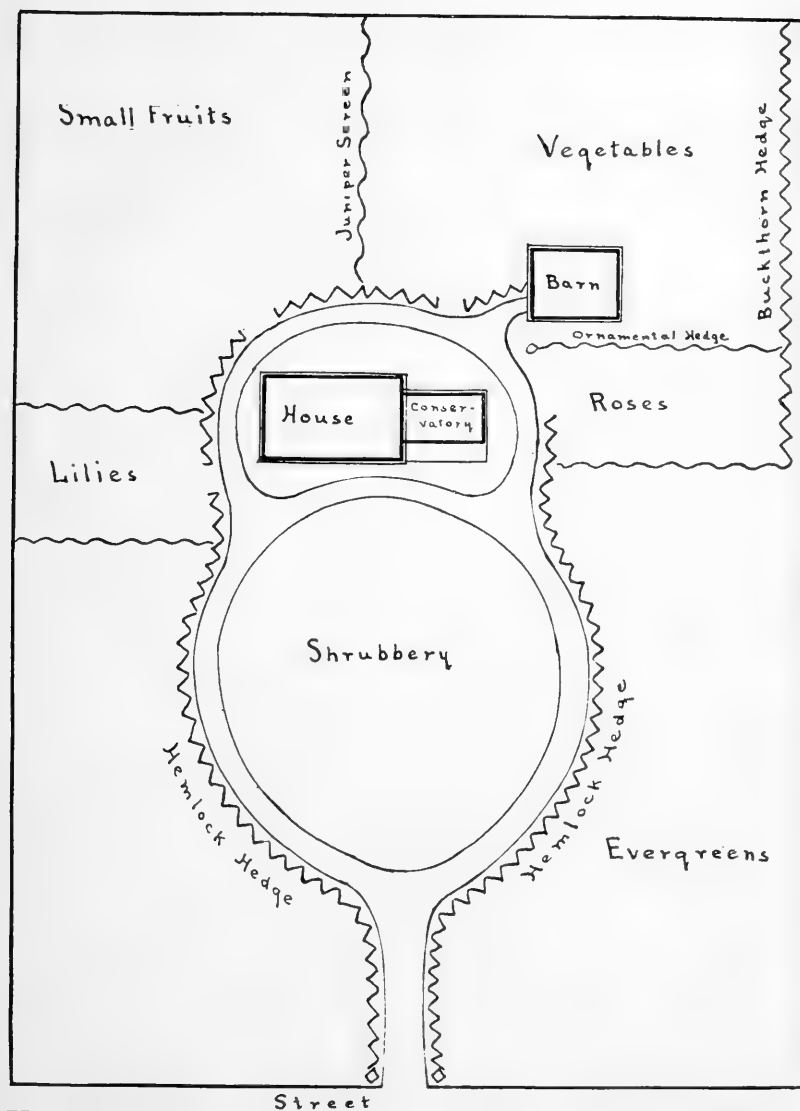 Small Fruits
Juniper Screen
Vegetables
Buckthorn Hedge
Barn
Ornamental Hedge
House
Conser-
vatory
Roses
Lilies
Shrubbery
Hemlock Hedge
Hemlock Hedge
Evergreens
Street